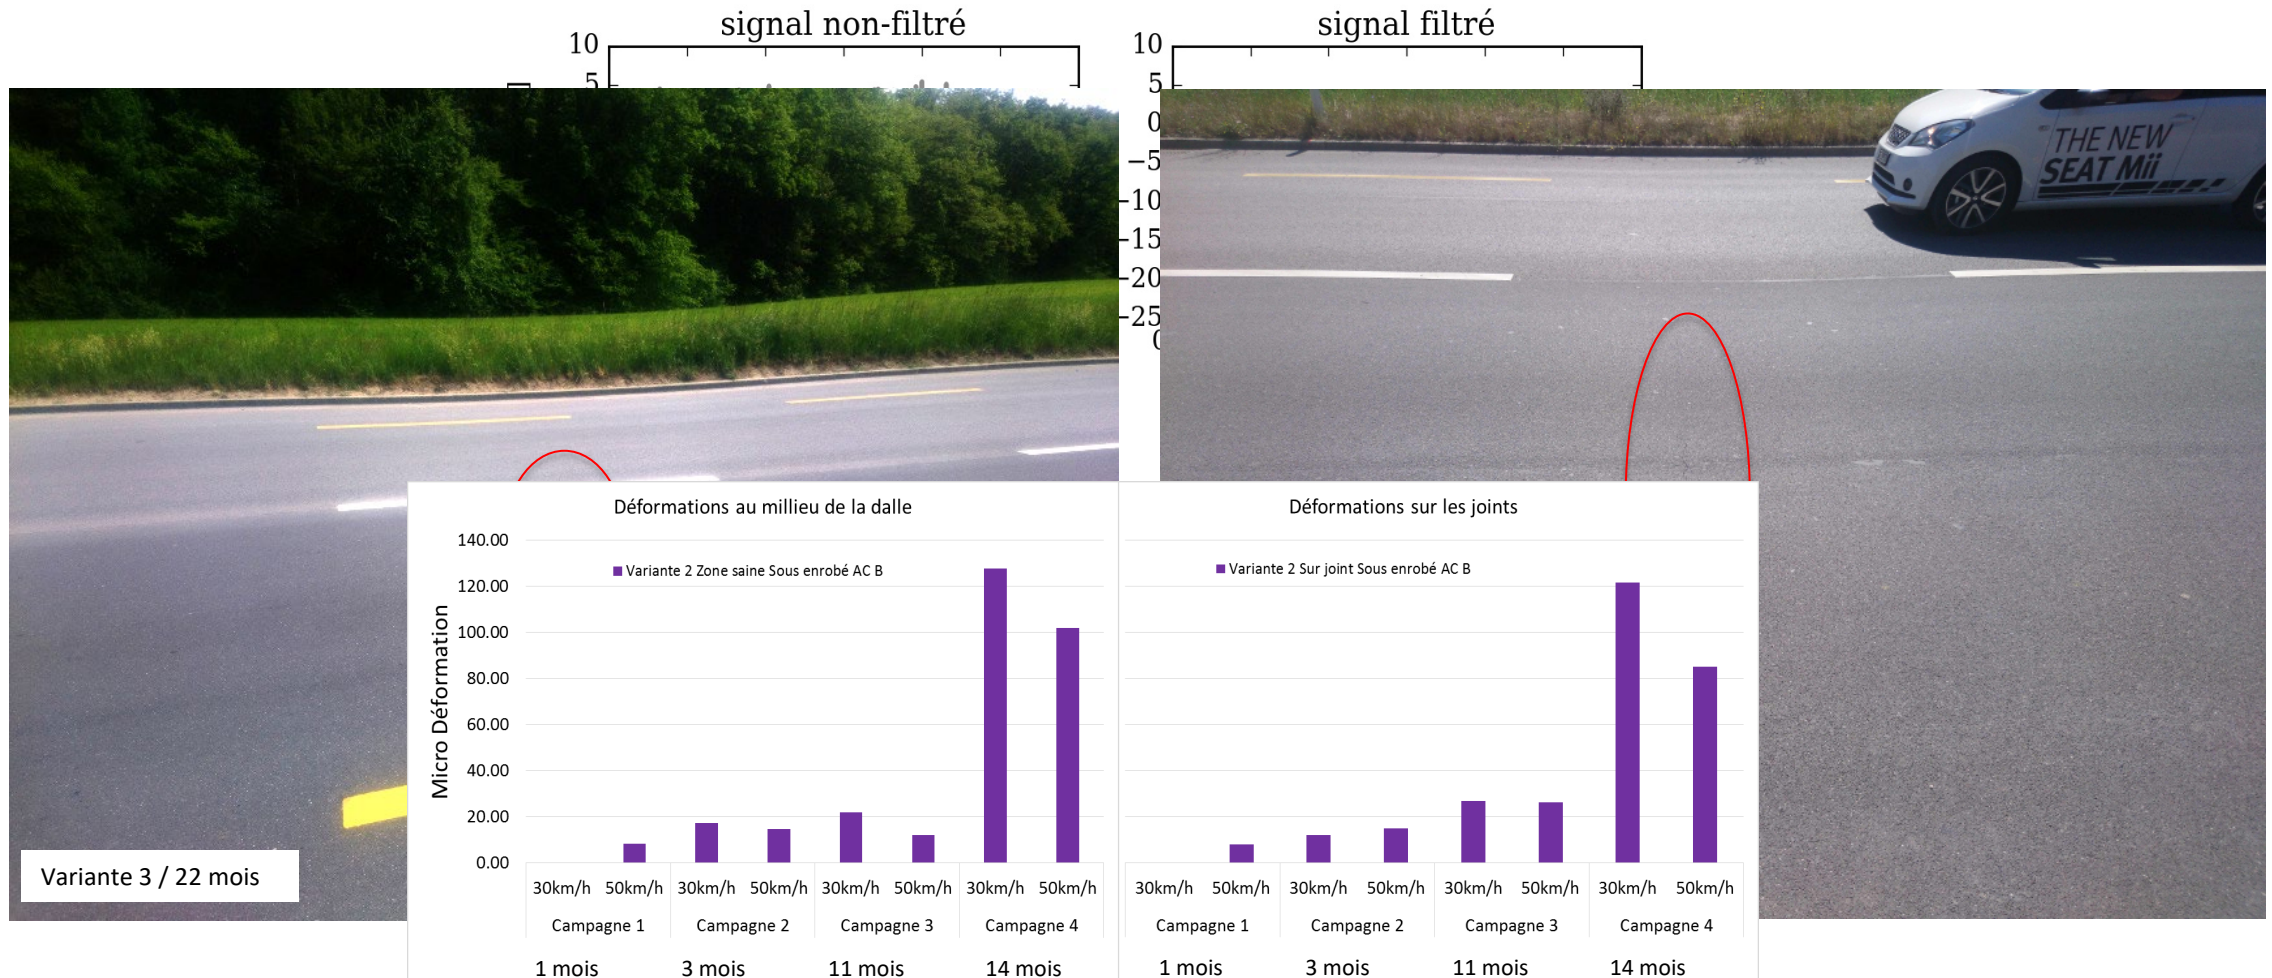 signal non-filtré
signal filtré
10
5
10
5
0
−5
−10
−15
−20
−25
THE NEW
SEAT Mii
Déformations au millieu de la dalle
Déformations sur les joints
Variante 2 Zone saine Sous enrobé AC B
Variante 2 Sur joint Sous enrobé AC B
Micro Déformation
140.00
120.00
100.00
80.00
60.00
40.00
20.00
0.00
30km/h 50km/h 30km/h 50km/h 30km/h 50km/h 30km/h 50km/h
Campagne 1 Campagne 2 Campagne 3 Campagne 4
1 mois 3 mois 11 mois 14 mois
30km/h 50km/h 30km/h 50km/h 30km/h 50km/h 30km/h 50km/h
Campagne 1 Campagne 2 Campagne 3 Campagne 4
1 mois 3 mois 11 mois 14 mois
Variante 3 / 22 mois